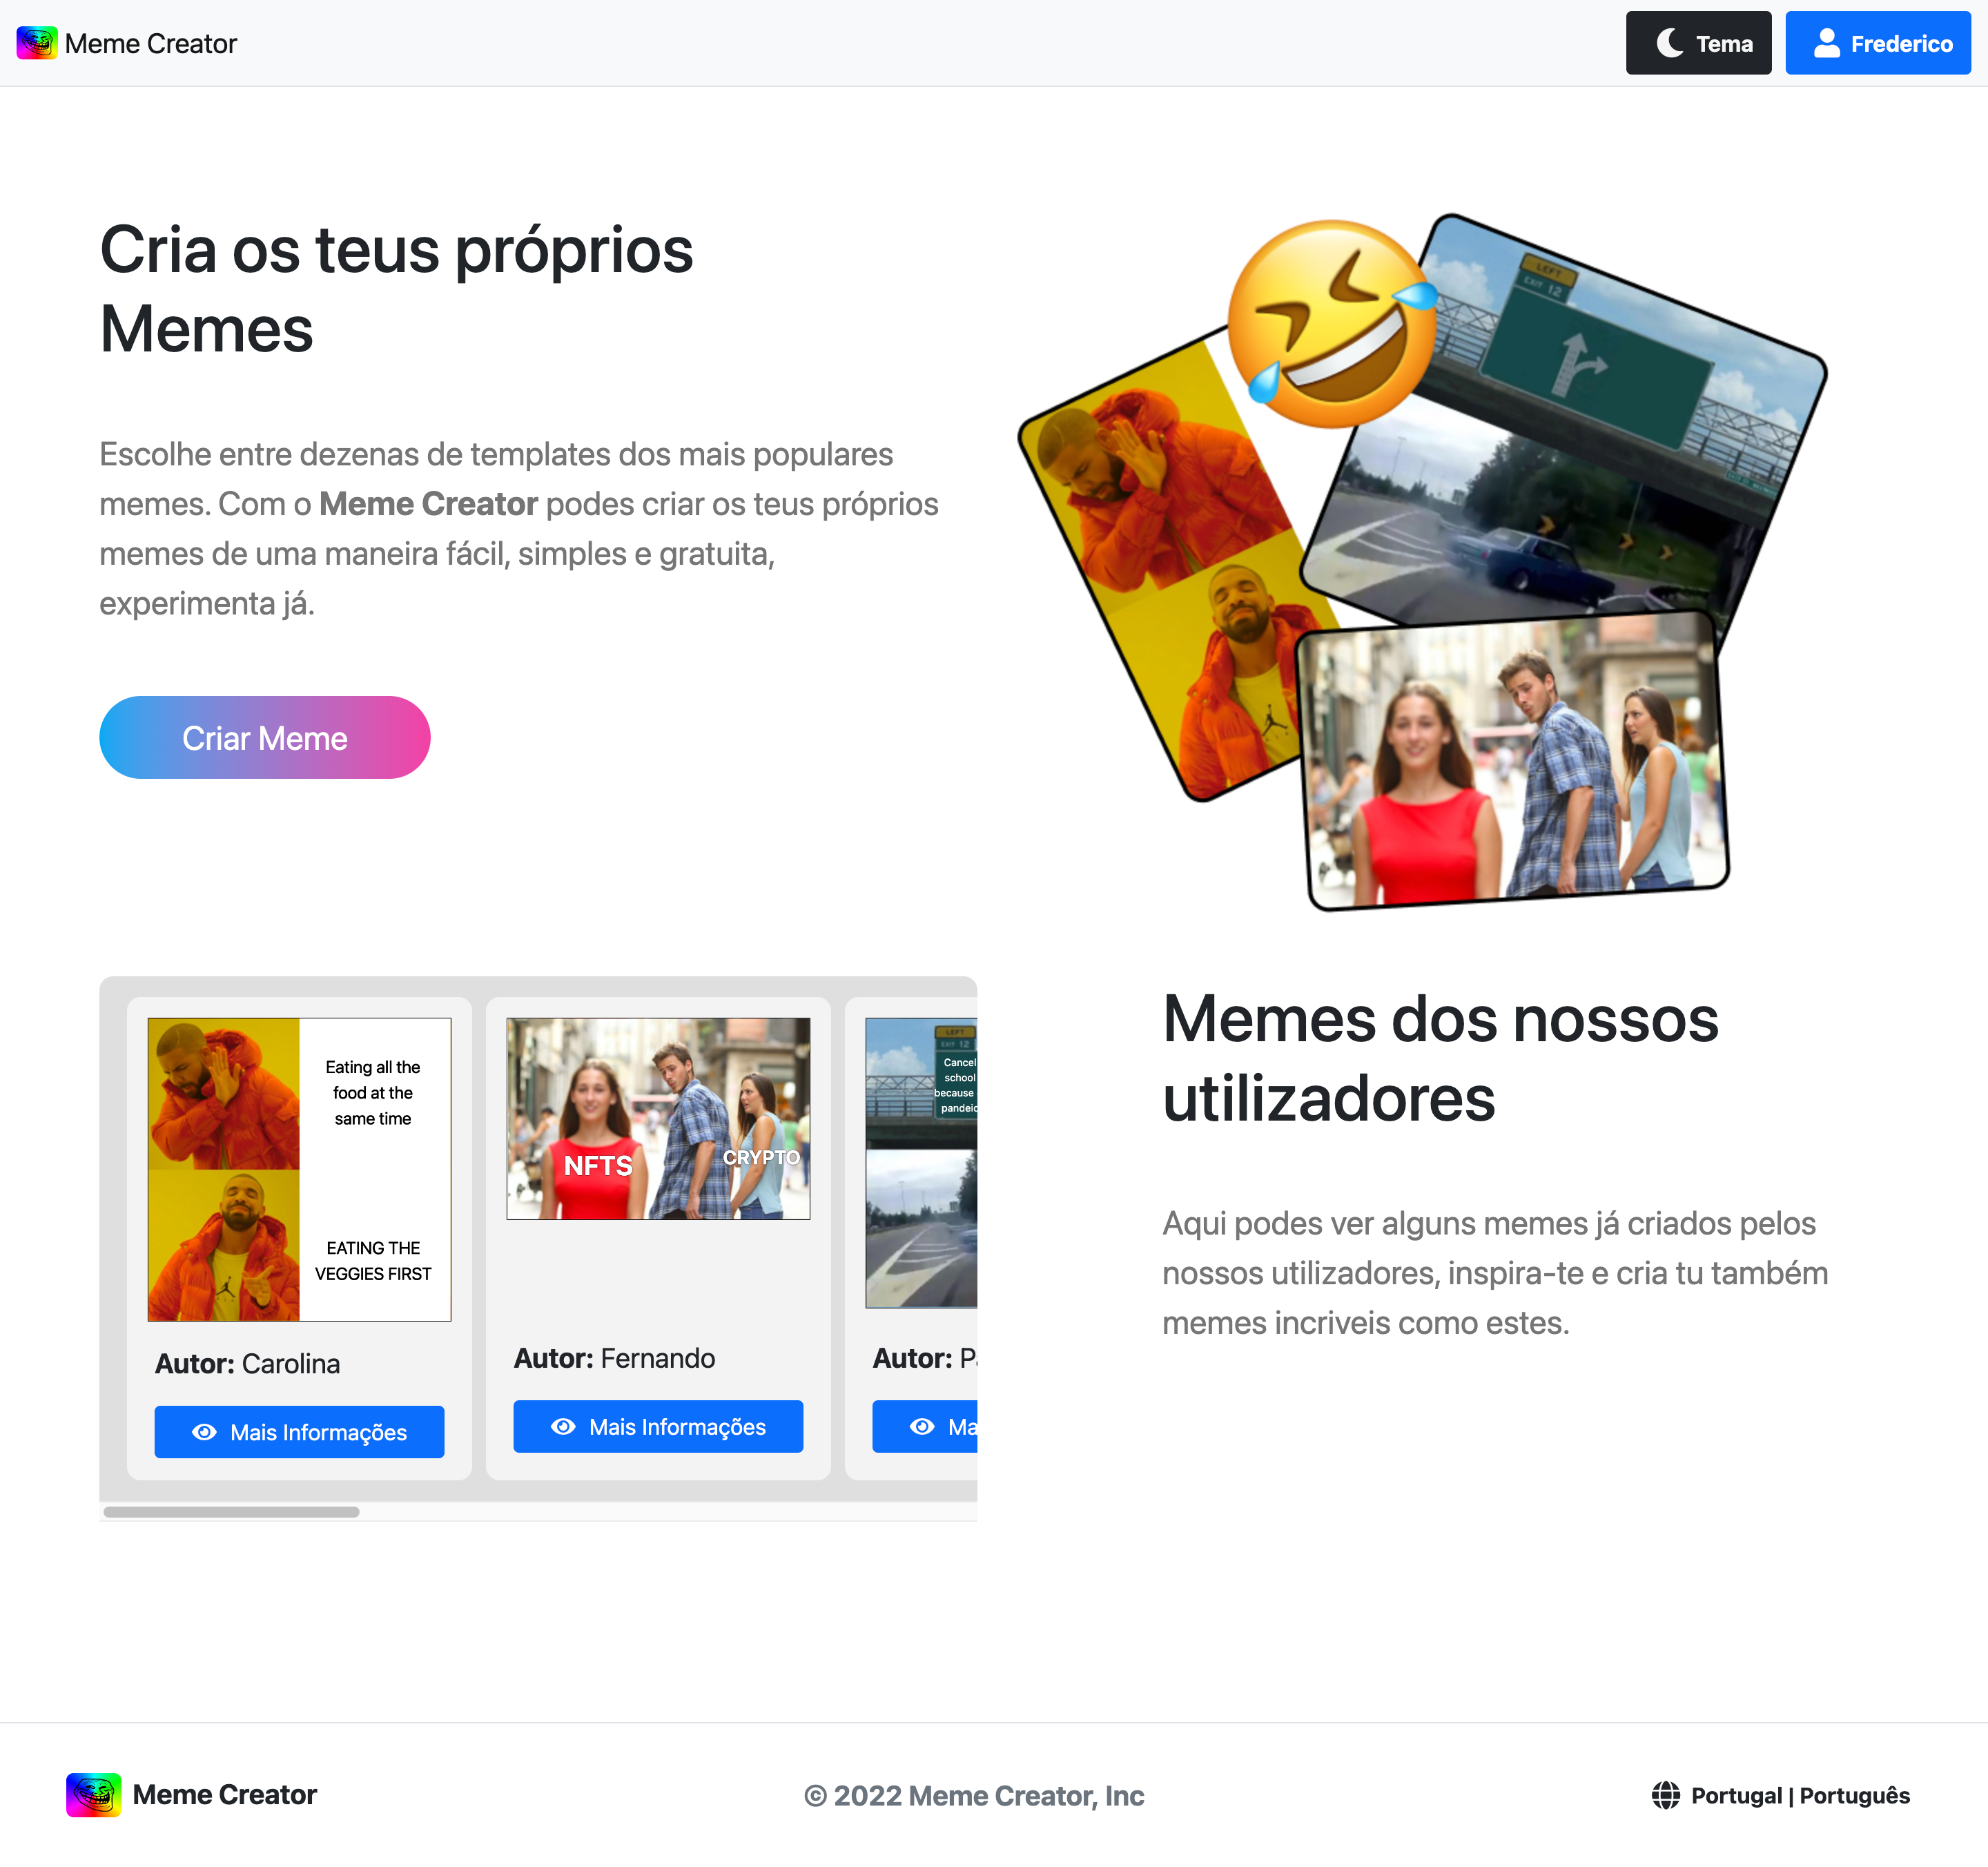 Meme Creator
Tema
Frederico
Cria os teus próprios
Memes
Escolhe entre dezenas de templates dos mais populares
memes. Com o Meme Creator podes criar os teus próprios
memes de uma maneira fácil, simples e gratuita,
experimenta já.
Criar Meme
LEFT
EXIT 12
Eating all the
food at the
same time
EATING THE
VEGGIES FIRST
Autor: Carolina
Mais Informações
NFTS
CRYPTO
Autor: Fernando
Mais Informações
LEFT
EXIT 12
Cancel
school
because
pandeic
Autor:
Memes dos nossos
utilizadores
Aqui podes ver alguns memes já criados pelos
nossos utilizadores, inspira-te e cria tu também
memes incriveis como estes.
Meme Creator
© 2022 Meme Creator, Inc
Portugal | Português